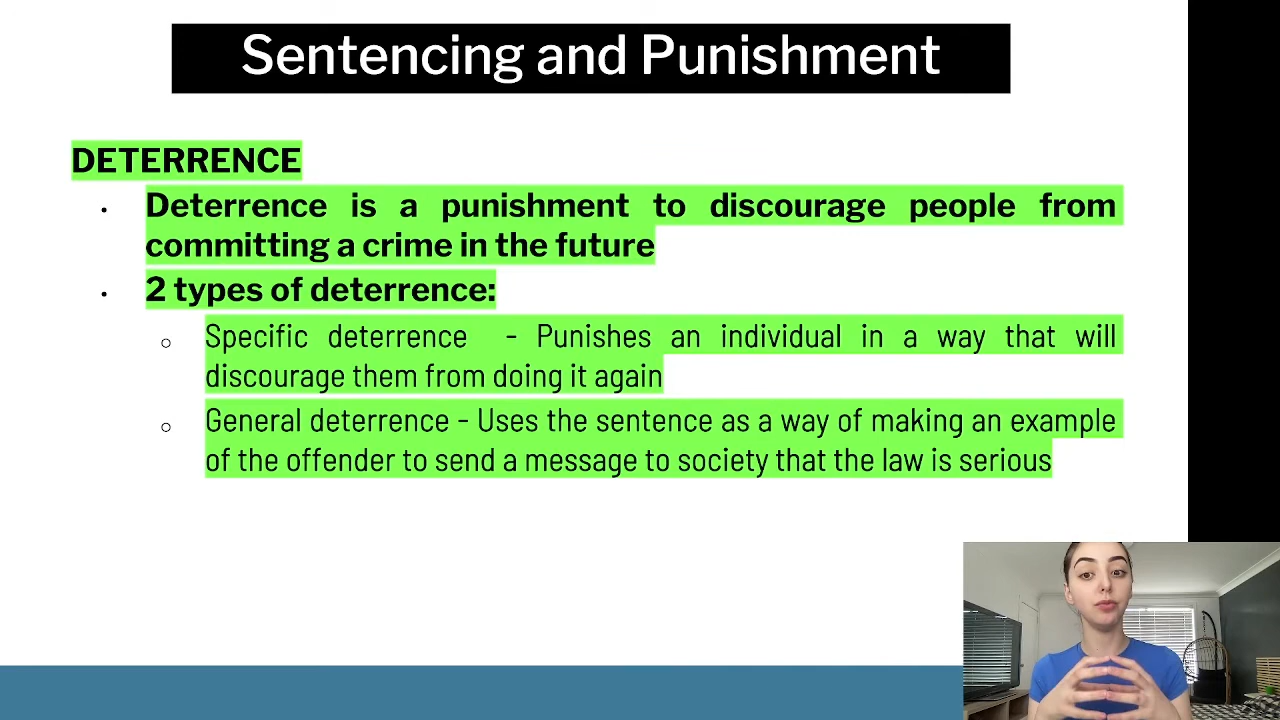 Sentencing and Punishment
DETERRENCE
• Deterrence is a punishment to discourage people from
committing a crime in the future
• 2 types of deterrence:
○ Specific deterrence - Punishes an individual in a way that will
discourage them from doing it again
○ General deterrence - Uses the sentence as a way of making an example
of the offender to send a message to society that the law is serious